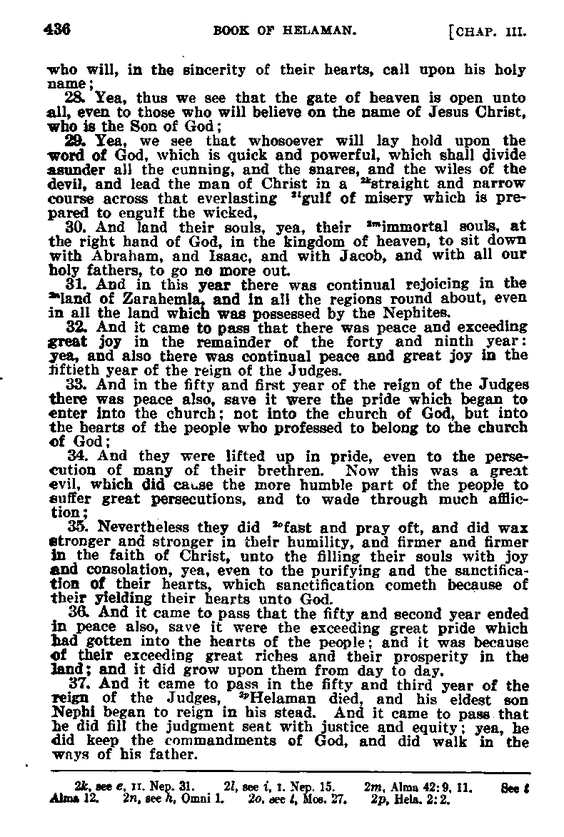 436 BOOK OF HELAMAN. [CHAP. III.
who will, in the sincerity of their hearts, call upon his holy
name;
28. Yea, thus we see that the gate of heaven is open unto
all, even to those who will believe on the name of Jesus Christ,
who is the Son of God;
29. Yea, we see that whosoever will lay hold upon the
word of God, which is quick and powerful, which shall divide
asunder all the cunning, and the snares, and the wiles of the
devil, and lead the man of Christ in a 2kstraight and narrow
course across that everlasting 2lgulf of misery which is pre-
pared to engulf the wicked,
30. And land their souls, yea, their 2mimmortal souls, at
the right hand of God, in the kingdom of heaven, to sit down
with Abraham, and Isaac, and with Jacob, and with all our
holy fathers, to go no more out.
31. And in this year there was continual rejoicing in the
2nland of Zarahemla, and in all the regions round about, even
in all the land which was possessed by the Nephites.
32. And it came to pass that there was peace and exceeding
great joy in the remainder of the forty and ninth year:
yea, and also there was continual peace and great joy in the
fiftieth year of the reign of the Judges.
33. And in the fifty and first year of the reign of the Judges
there was peace also, save it were the pride which began to
enter into the church; not into the church of God, but into
the hearts of the people who professed to belong to the church
of God;
34. And they were lifted up in pride, even to the perse-
cution of many of their brethren. Now this was a great
evil, which did cause the more humble part of the people to
suffer great persecutions, and to wade through much afflic-
tion;
35. Nevertheless they did 2ofast and pray oft, and did wax
stronger and stronger in their humility, and firmer and firmer
in the faith of Christ, unto the filling their souls with joy
and consolation, yea, even to the purifying and the sanctifica-
tion of their hearts, which sanctification cometh because of
their yielding their hearts unto God.
36. And it came to pass that the fifty and second year ended
in peace also, save it were the exceeding great pride which
had gotten into the hearts of the people; and it was because
of their exceeding great riches and their prosperity in the
land; and it did grow upon them from day to day.
37. And it came to pass in the fifty and third year of the
reign of the Judges, 2pHelaman died, and his eldest son
Nephi began to reign in his stead. And it came to pass that
he did fill the judgment seat with justice and equity; yea, he
did keep the commandments of God, and did walk in the
ways of his father.
2k, see e, II. Nep. 31. 2l, see i, I. Nep. 15. 2m, Alma 42:9, 11. See t
Alma 12. 2n, see h, Omni 1. 2o, see l, Mos. 27. 2p, Hela. 2:2.